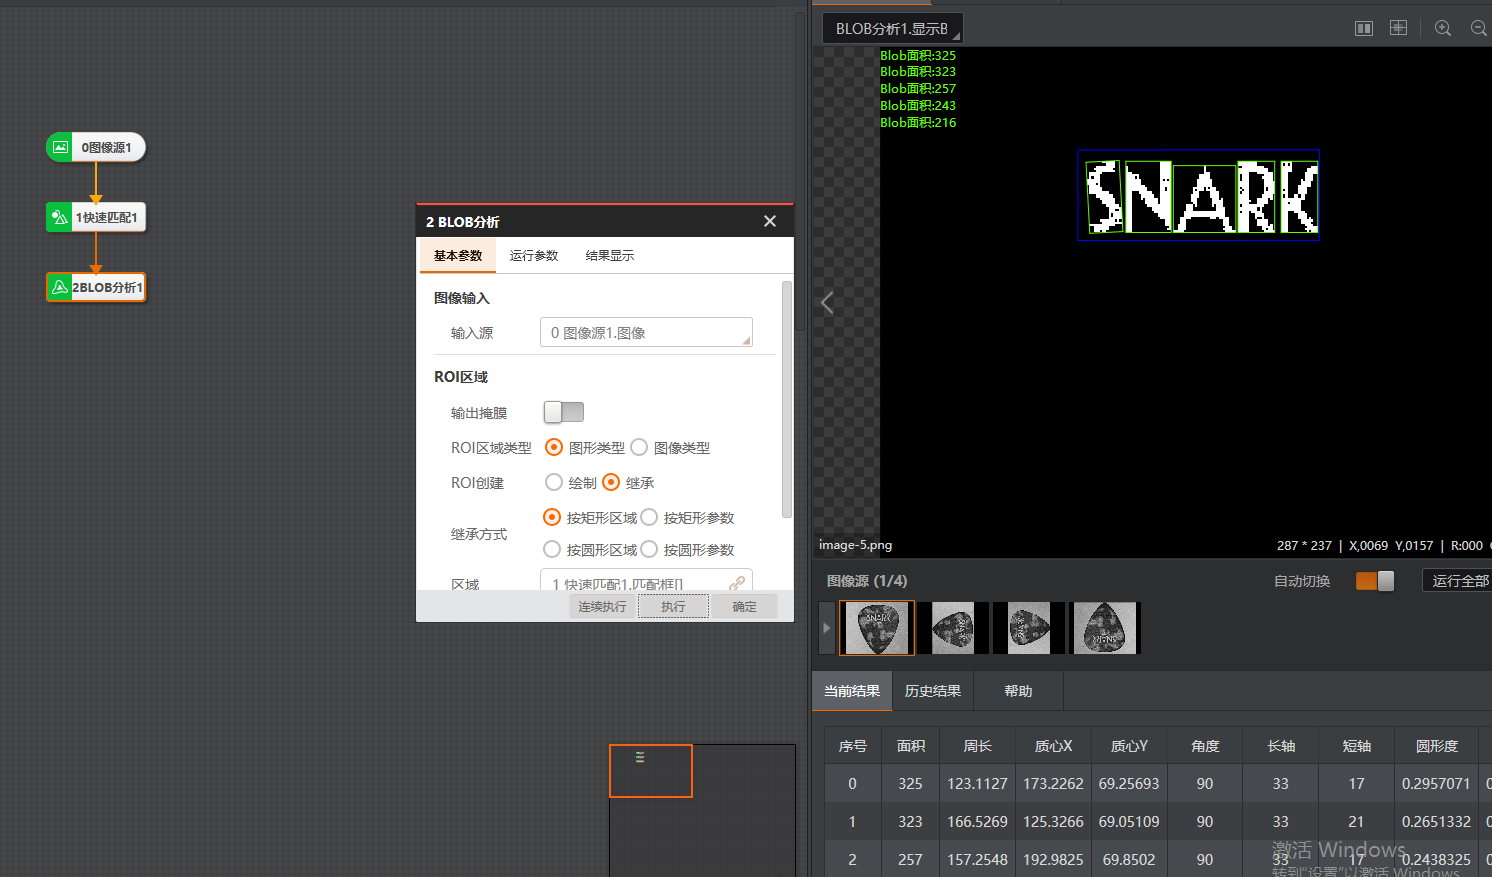 0图像源1
1快速匹配1
2BLOB分析1
2 BLOB分析
基本参数 运行参数 结果显示
图像输入
输入源 0 图像源1.图像
ROI区域
输出掩膜
ROI区域类型 图形类型 图像类型
ROI创建 绘制 继承
继承方式 按矩形区域 按矩形参数
按圆形区域 按圆形参数
区域 1 快速匹配1.匹配框[]
连续执行 执行 确定
BLOB分析1.显示B
Blob面积:325
Blob面积:323
Blob面积:257
Blob面积:243
Blob面积:216
SNARK
image-5.png 287 * 237 | X,0069 Y,0157 | R:000
图像源 (1/4) 自动切换 运行全部
SNARK
SNARK
SNARK
SNARK
当前结果 历史结果 帮助
序号 面积 周长 质心X 质心Y 角度 长轴 短轴 圆形度
0 325 123.1127 173.2262 69.25693 90 33 17 0.2957071
1 323 166.5269 125.3266 69.05109 90 33 21 0.2651332
2 257 157.2548 192.9825 69.8502 90 33 17 0.2438325
激活 Windows
转到"设置"以激活 Windows